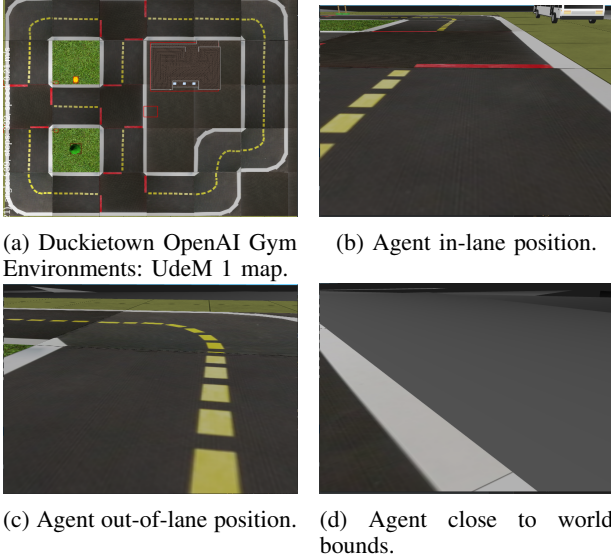 (a) Duckietown OpenAI Gym
Environments: UdeM 1 map.
(b) Agent in-lane position.
(c) Agent out-of-lane position.
(d) Agent close to world
bounds.